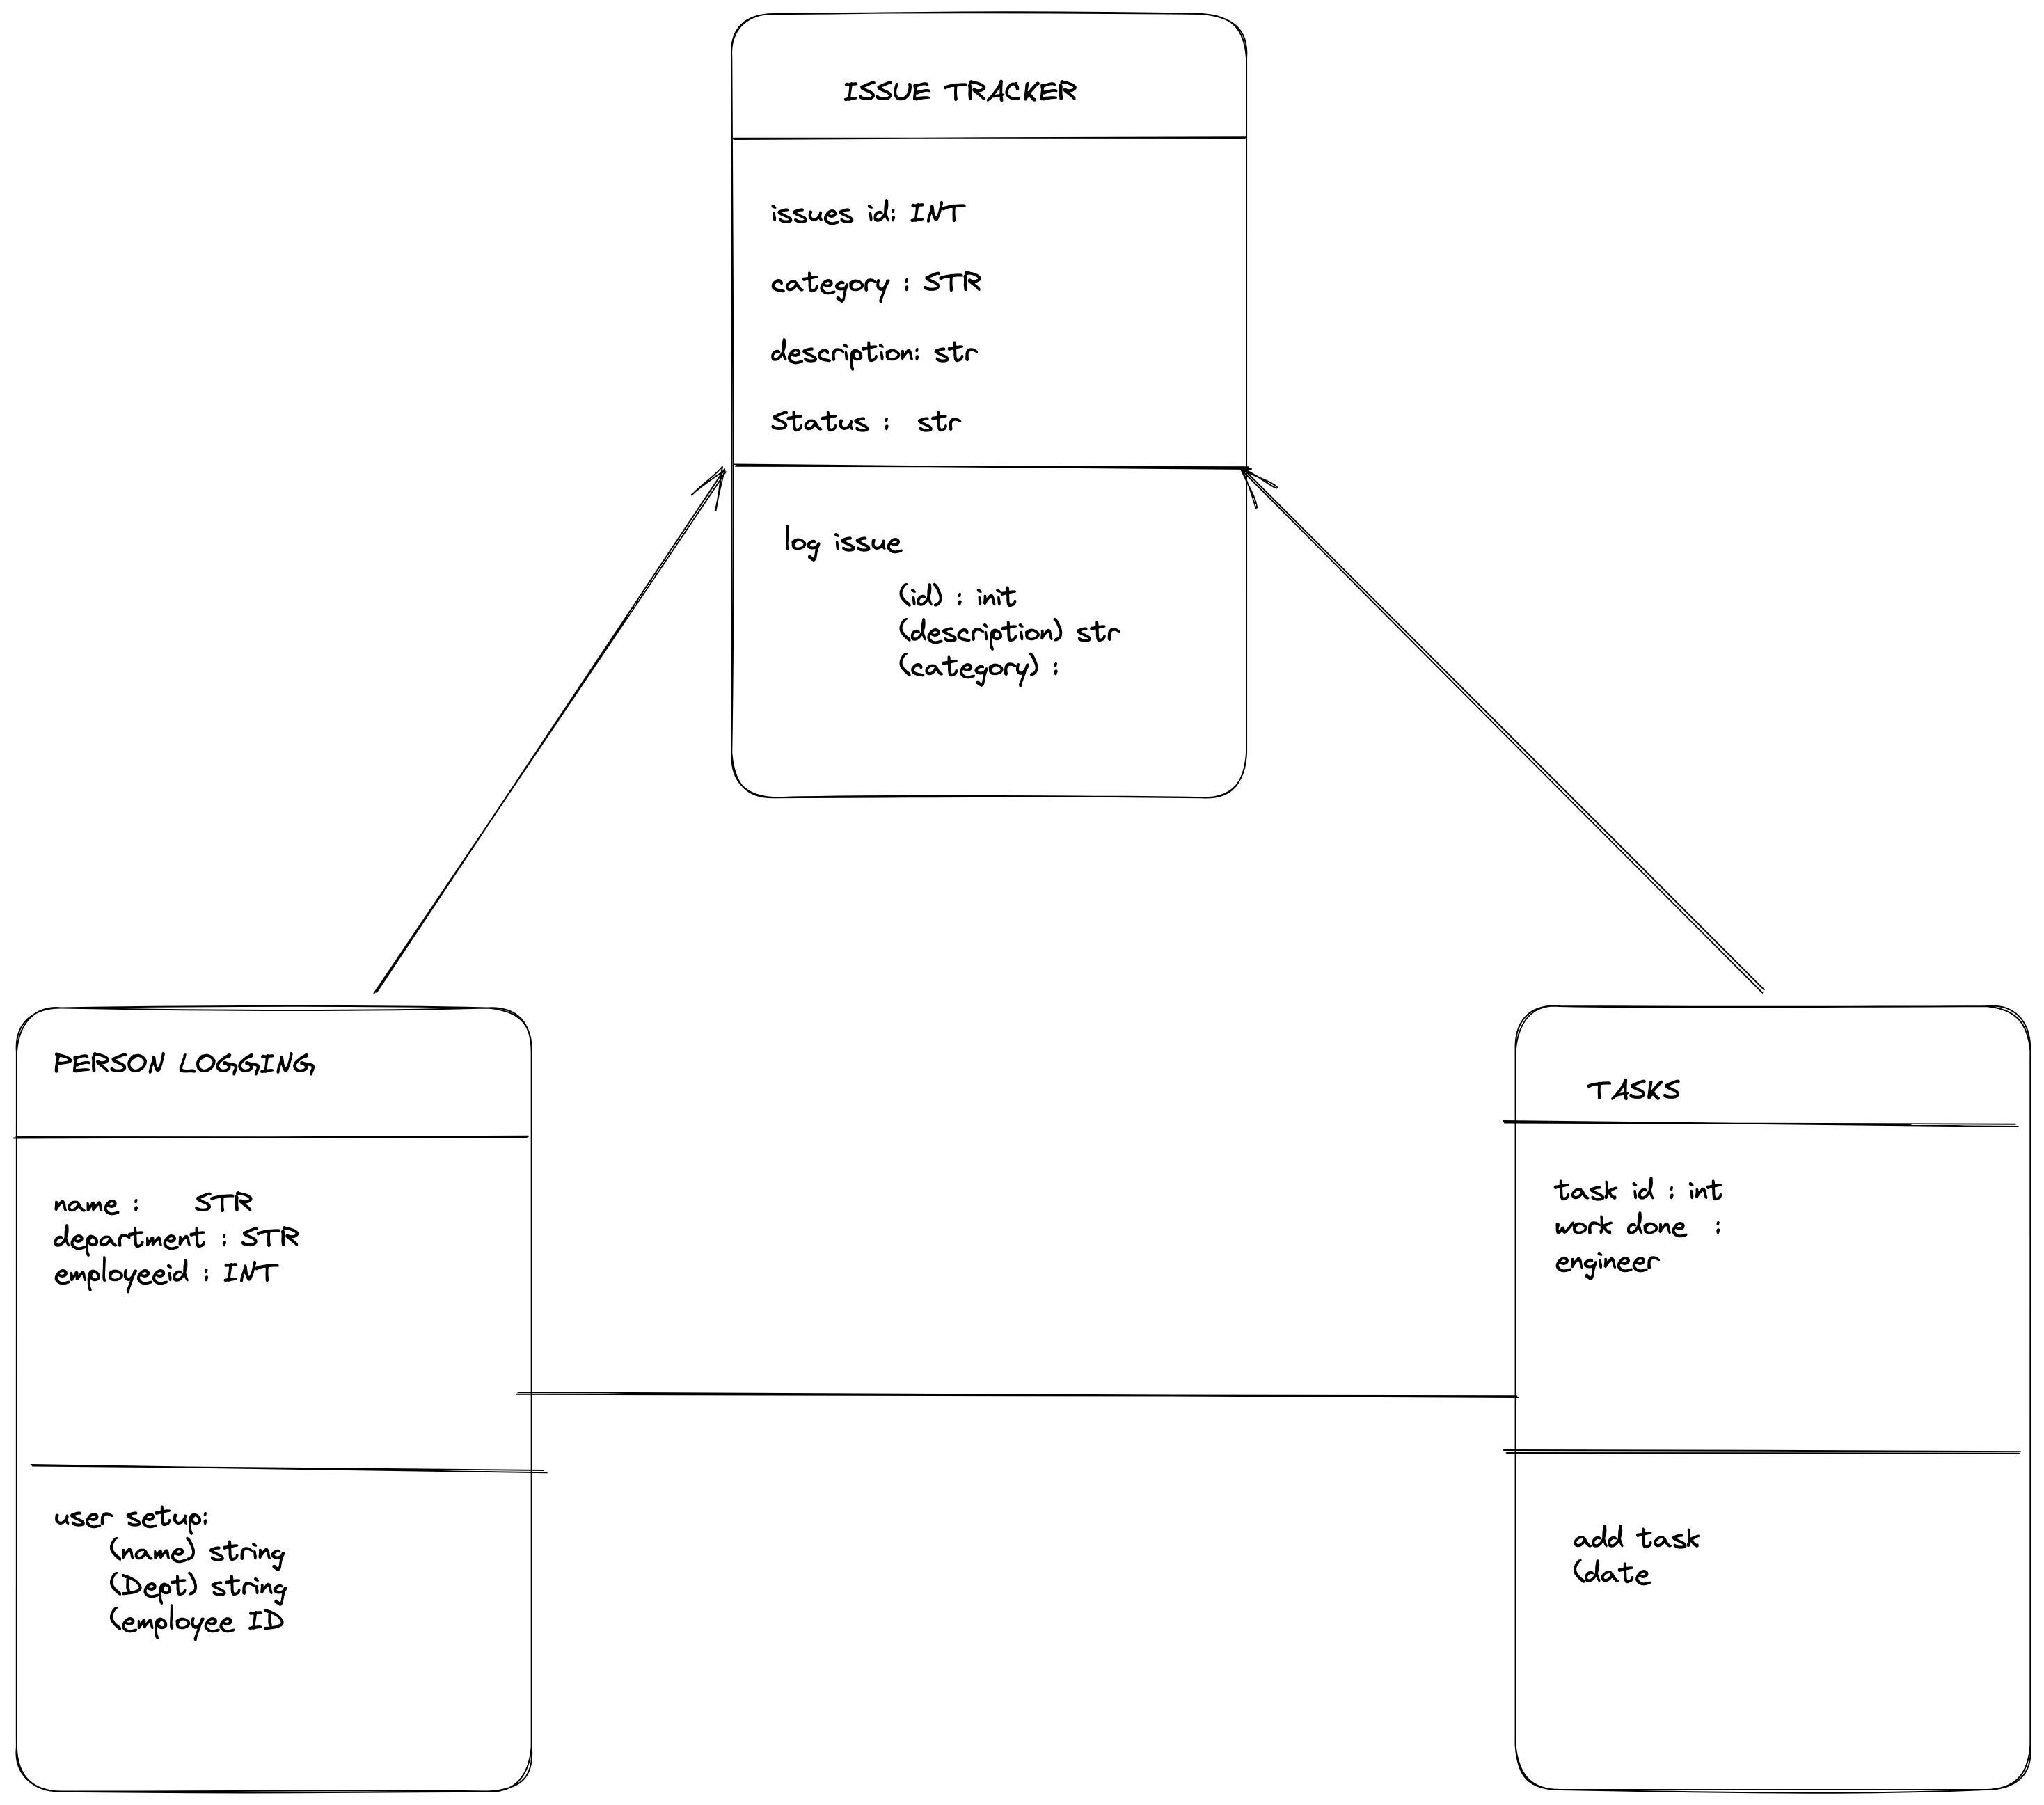 ISSUE TRACKER
issues id: INT
category : STR
description: str
Status : str
log issue
(id) : init
(description) str
(category) :
PERSON LOGGING
name : STR
department : STR
employeeid : INT
user setup:
(name) string
(Dept) string
(employee ID
TASKS
task id : int
work done :
engineer
add task
(date